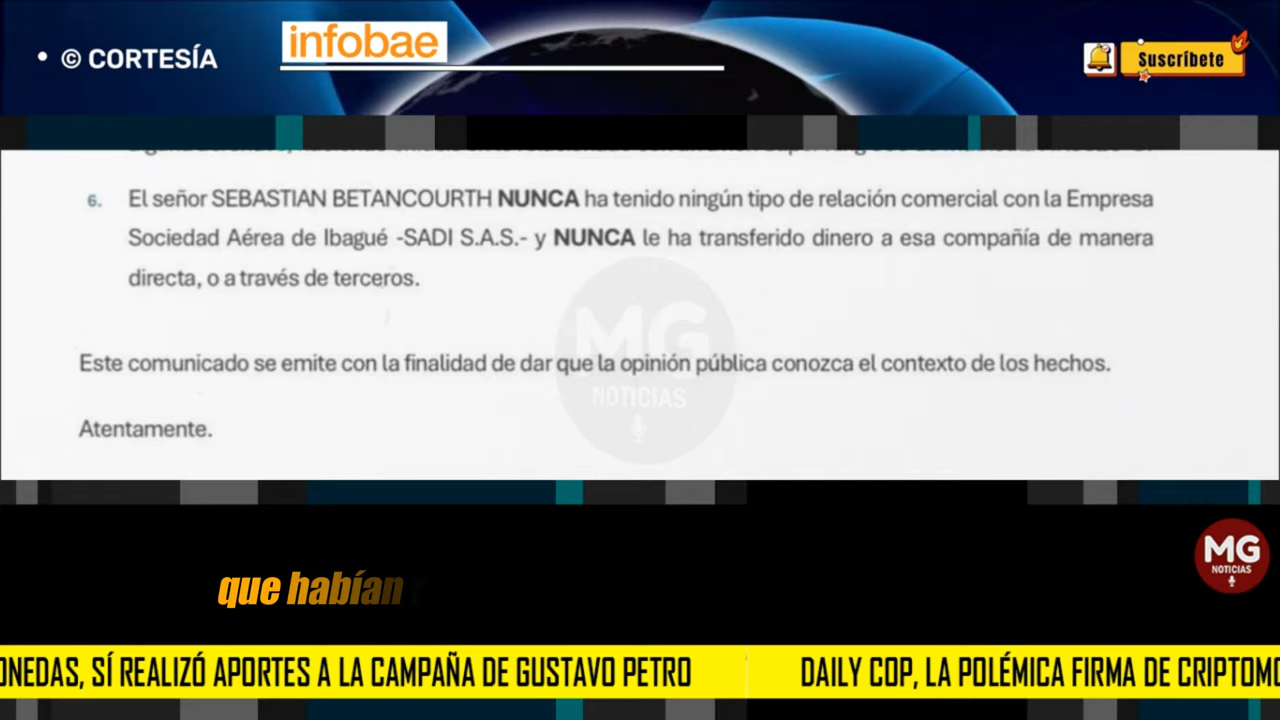 • © CORTESÍA
infobae
Suscríbete
6. El señor SEBASTIAN BETANCOURTH NUNCA ha tenido ningún tipo de relación comercial con la Empresa
Sociedad Aérea de Ibagué -SADI S.A.S.- y NUNCA le ha transferido dinero a esa compañía de manera
directa, o a través de terceros.
Este comunicado se emite con la finalidad de dar que la opinión pública conozca el contexto de los hechos.
Atentamente.
MG
NOTICIAS
MG
NOTICIAS
que habían
ONEDAS, SÍ REALIZÓ APORTES A LA CAMPAÑA DE GUSTAVO PETRO
DAILY COP, LA POLÉMICA FIRMA DE CRIPTOMO